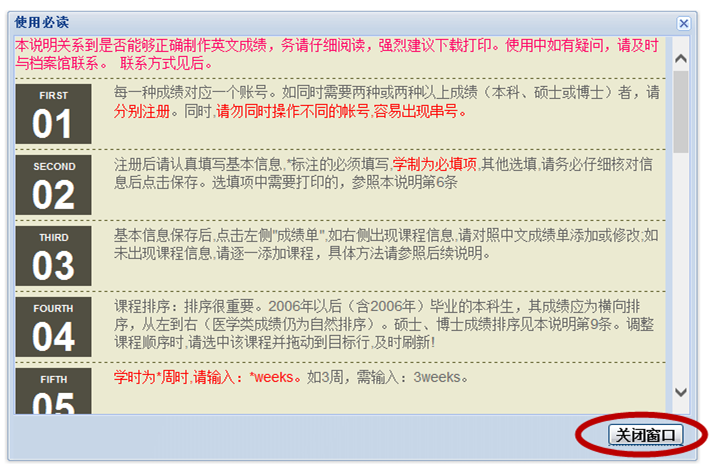 使用必读
本说明关系到是否能够正确制作英文成绩，务请仔细阅读，强烈建议下载打印。使用中如有疑问，请及时
与档案馆联系。 联系方式见后。
FIRST
01
每一种成绩对应一个账号。如同时需要两种或两种以上成绩（本科、硕士或博士）者，请
分别注册。同时,请勿同时操作不同的帐号,容易出现串号。
SECOND
02
注册后请认真填写基本信息,*标注的必须填写,学制为必填项,其他选填,请务必仔细核对信
息后点击保存。选填项中需要打印的，参照本说明第6条
THIRD
03
基本信息保存后,点击左侧"成绩单",如右侧出现课程信息,请对照中文成绩单添加或修改;如
未出现课程信息,请逐一添加课程，具体方法请参照后续说明。
FOURTH
04
课程排序：排序很重要。2006年以后（含2006年）毕业的本科生，其成绩应为横向排
序，从左到右（医学类成绩仍为自然排序）。硕士、博士成绩排序见本说明第9条。调整
课程顺序时,请选中该课程并拖动到目标行,及时刷新!
FIFTH
05
学时为*周时,请输入：*weeks。如3周，需输入：3weeks。
关闭窗口